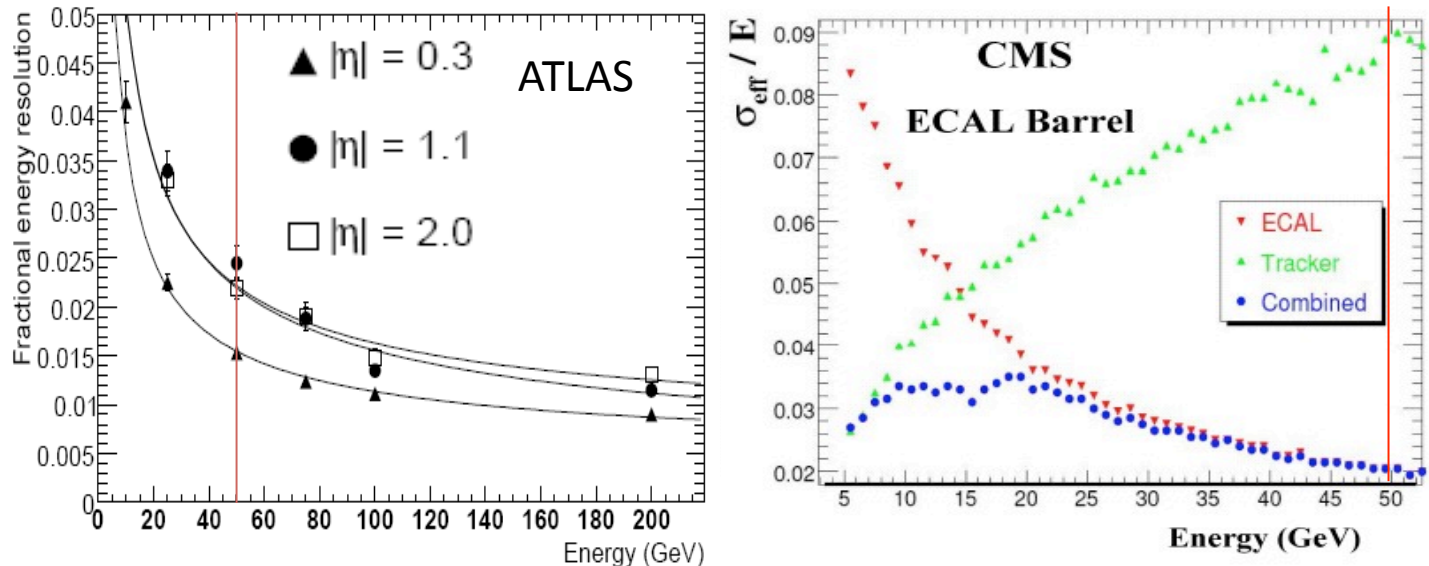 0.05
0.045
0.04
0.035
0.03
0.025
0.02
0.015
0.01
0.005
0
Fractional energy resolution
|η| = 0.3
|η| = 1.1
|η| = 2.0
ATLAS
0 20 40 60 80 100 120 140 160 180 200
Energy (GeV)
σeff / E
0.09
0.08
0.07
0.06
0.05
0.04
0.03
0.02
CMS
ECAL Barrel
ECAL
Tracker
Combined
5 10 15 20 25 30 35 40 45 50
Energy (GeV)